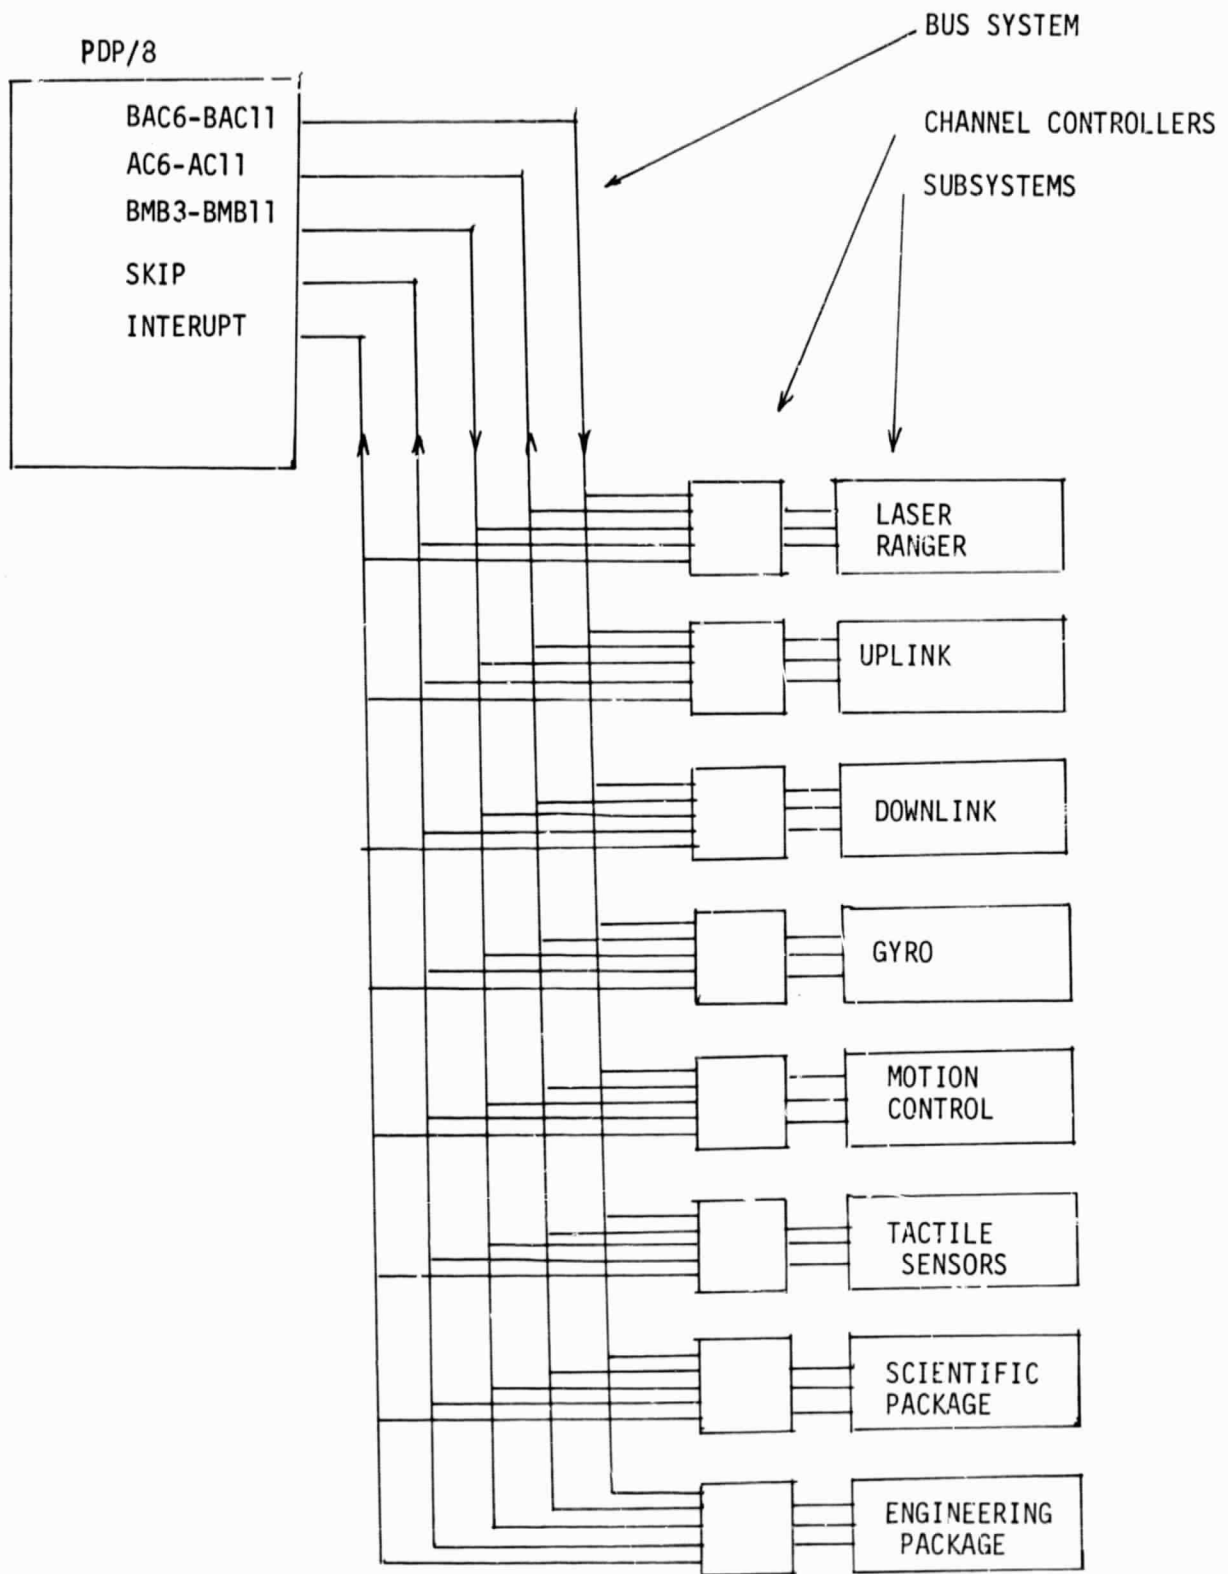 BUS SYSTEM
PDP/8
CHANNEL CONTROLLERS
SUBSYSTEMS
BAC6-BAC11
AC6-AC11
BMB3-BMB11
SKIP
INTERUPT
LASER
RANGER
UPLINK
DOWNLINK
GYRO
MOTION
CONTROL
TACTILE
SENSORS
SCIENTIFIC
PACKAGE
ENGINEERING
PACKAGE